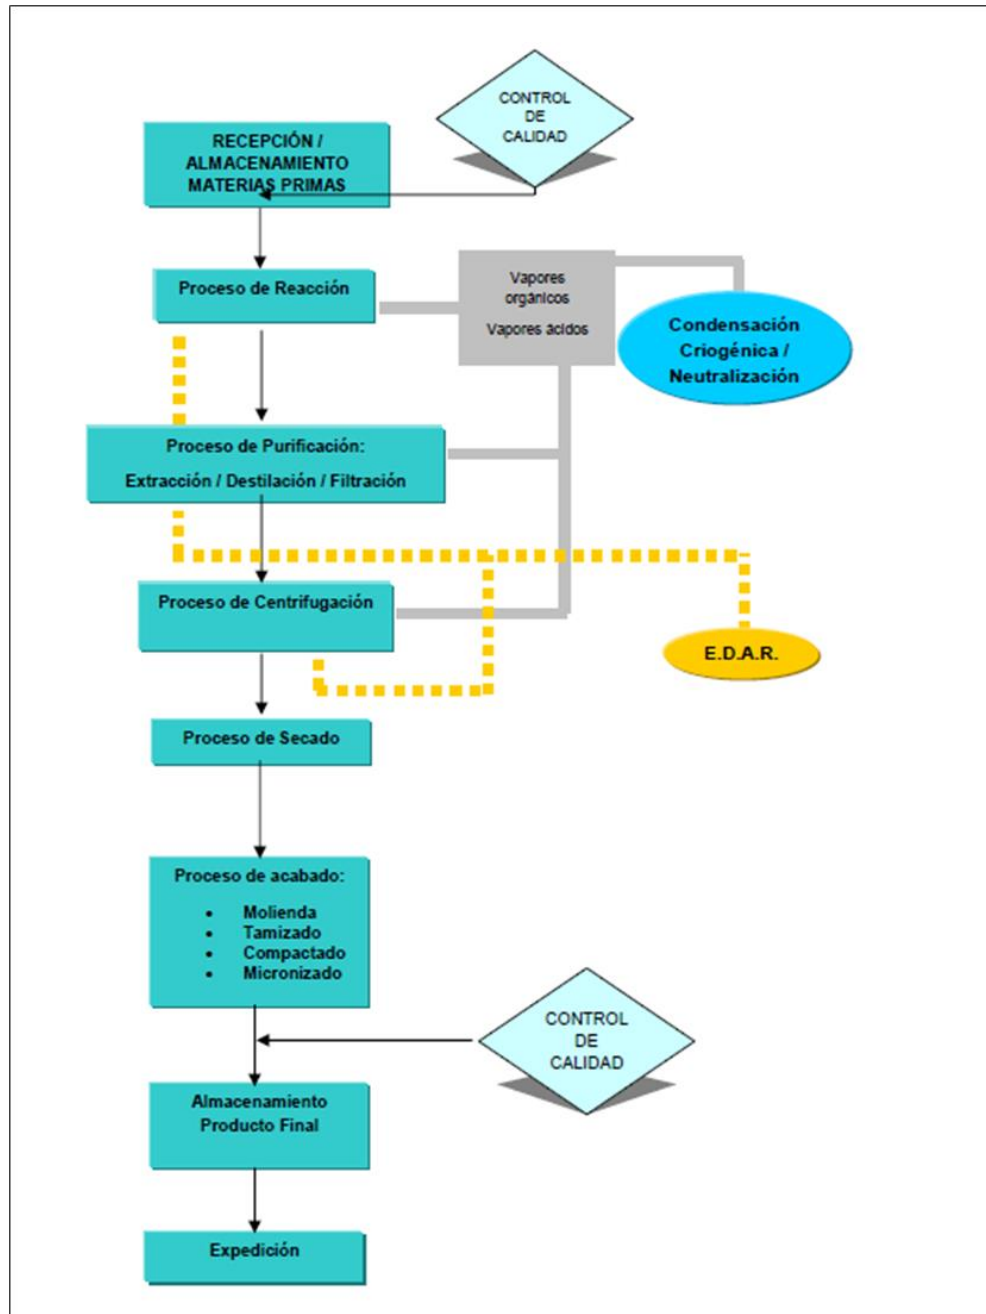 CONTROL
DE
CALIDAD
RECEPCIÓN /
ALMACENAMIENTO
MATERIAS PRIMAS
Proceso de Reacción
Vapores
orgánicos
Vapores ácidos
Condensación
Criogénica /
Neutralización
Proceso de Purificación:
Extracción / Destilación / Filtración
Proceso de Centrifugación
E.D.A.R.
Proceso de Secado
Proceso de acabado:
• Molienda
• Tamizado
• Compactado
• Micronizado
CONTROL
DE
CALIDAD
Almacenamiento
Producto Final
Expedición